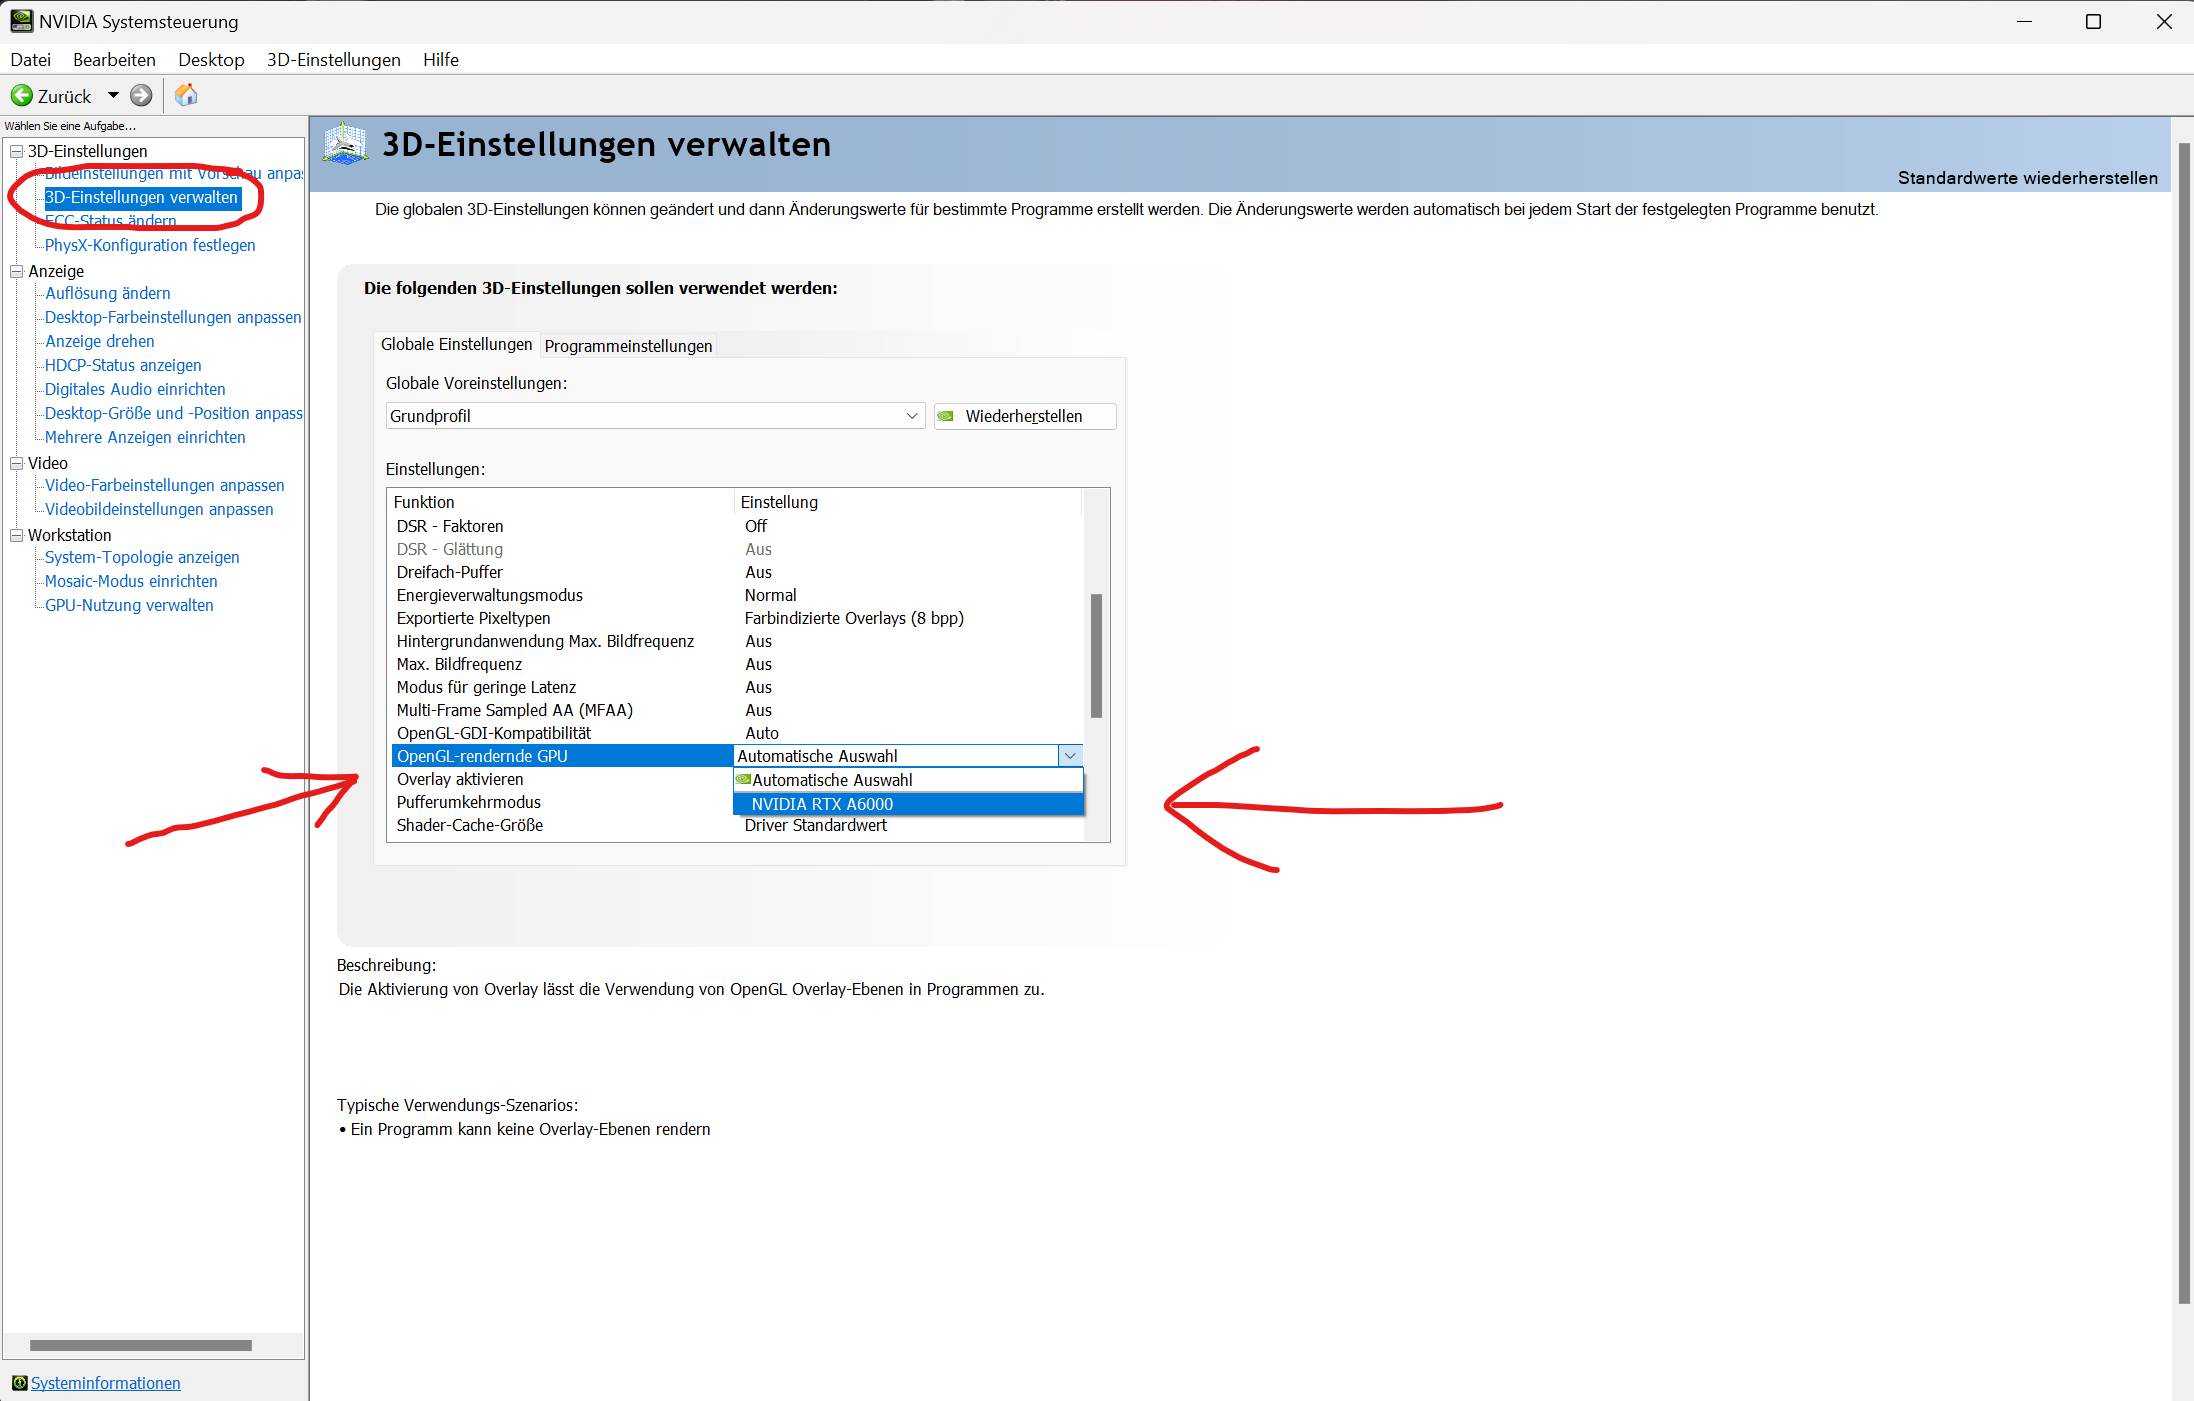 NVIDIA Systemsteuerung
Datei Bearbeiten Desktop 3D-Einstellungen Hilfe
Zurück
Wählen Sie eine Aufgabe...
3D-Einstellungen
Bildeinstellungen mit Vorschau anpas
3D-Einstellungen verwalten
ECC-Status ändern
PhysX-Konfiguration festlegen
Anzeige
Auflösung ändern
Desktop-Farbeinstellungen anpassen
Anzeige drehen
HDCP-Status anzeigen
Digitales Audio einrichten
Desktop-Größe und -Position anpass
Mehrere Anzeigen einrichten
Video
Video-Farbeinstellungen anpassen
Videobildeinstellungen anpassen
Workstation
System-Topologie anzeigen
Mosaic-Modus einrichten
GPU-Nutzung verwalten
Systeminformationen
3D-Einstellungen verwalten
Standardwerte wiederherstellen
Die globalen 3D-Einstellungen können geändert und dann Änderungswerte für bestimmte Programme erstellt werden. Die Änderungswerte werden automatisch bei jedem Start der festgelegten Programme benutzt.
Die folgenden 3D-Einstellungen sollen verwendet werden:
Globale Einstellungen Programmeinstellungen
Globale Voreinstellungen:
Grundprofil Wiederherstellen
Einstellungen:
Funktion Einstellung
DSR - Faktoren Off
DSR - Glättung Aus
Dreifach-Puffer Aus
Energieverwaltungsmodus Normal
Exportierte Pixeltypen Farbindizierte Overlays (8 bpp)
Hintergrundanwendung Max. Bildfrequenz Aus
Max. Bildfrequenz Aus
Modus für geringe Latenz Aus
Multi-Frame Sampled AA (MFAA) Aus
OpenGL-GDI-Kompatibilität Auto
OpenGL-rendernde GPU Automatische Auswahl
Overlay aktivieren Automatische Auswahl
Pufferumkehrmodus NVIDIA RTX A6000
Shader-Cache-Größe Driver Standardwert
Beschreibung:
Die Aktivierung von Overlay lässt die Verwendung von OpenGL Overlay-Ebenen in Programmen zu.
Typische Verwendungs-Szenarios:
• Ein Programm kann keine Overlay-Ebenen rendern